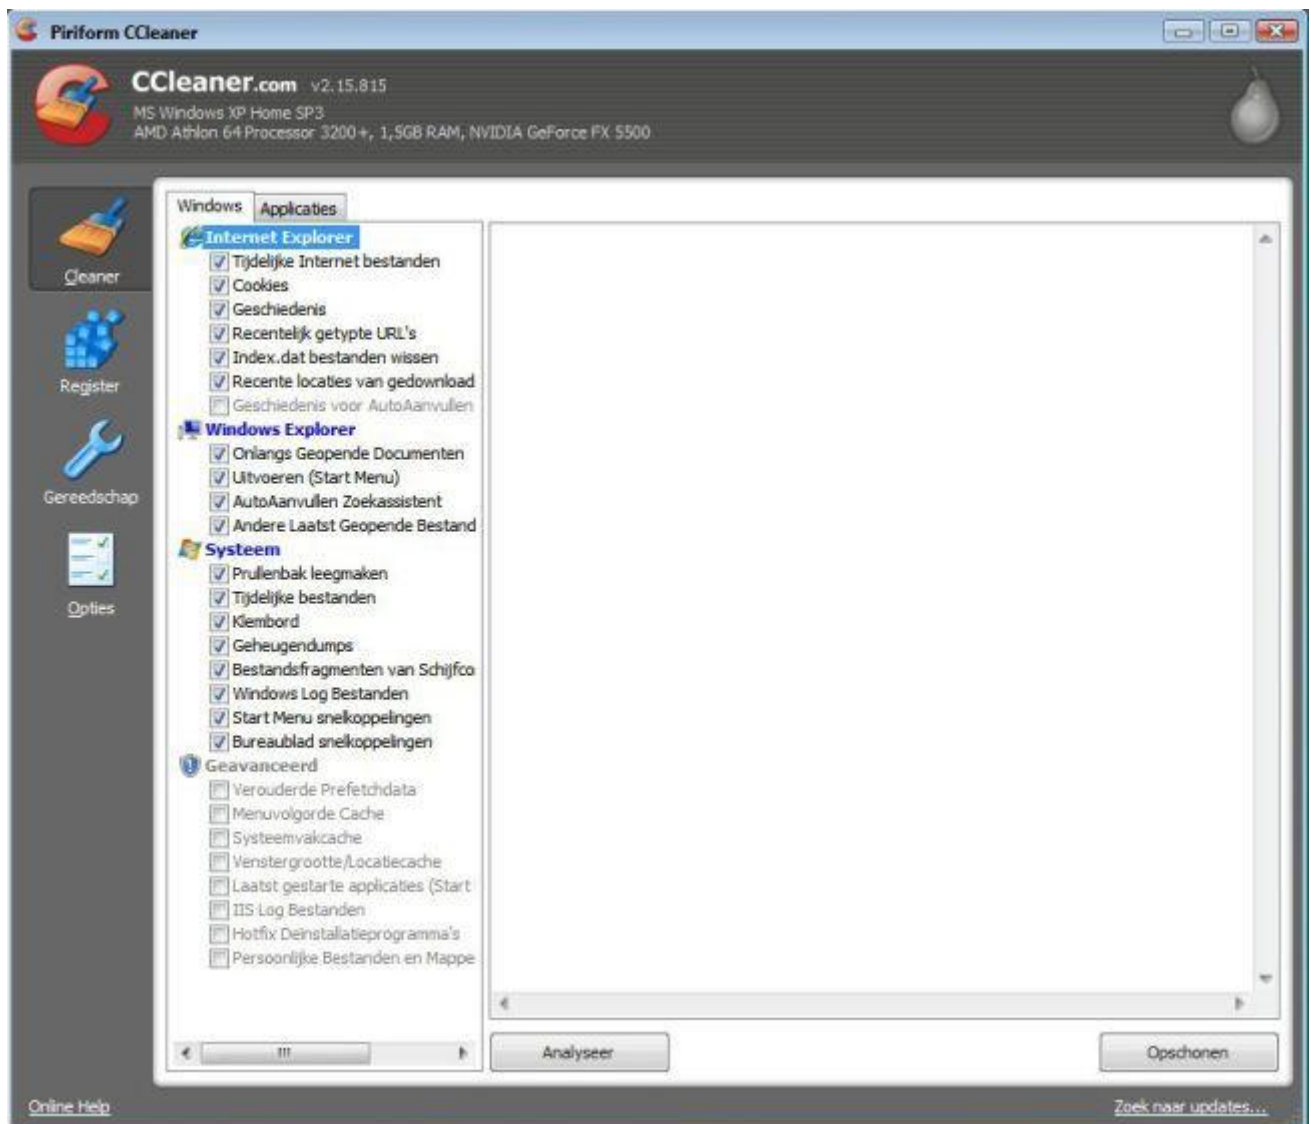 Piriform CCleaner
CCleaner.com v2.15.815
MS Windows XP Home SP3
AMD Athlon 64 Processor 3200+, 1,5GB RAM, NVIDIA GeForce FX 5500
Cleaner
Register
Gereedschap
Opties
Windows
Applicaties
Internet Explorer
Tijdelijke Internet bestanden
Cookies
Geschiedenis
Recentelijk getypte URL's
Index.dat bestanden wissen
Recente locaties van gedownload
Geschiedenis voor AutoAanvullen
Windows Explorer
Onlangs Geopende Documenten
Uitvoeren (Start Menu)
AutoAanvullen Zoekassistent
Andere Laatst Geopende Bestand
Systeem
Prullenbak leegmaken
Tijdelijke bestanden
Klembord
Geheugendumps
Bestandsfragmenten van Schijfco
Windows Log Bestanden
Start Menu snelkoppelingen
Bureaublad snelkoppelingen
Geavanceerd
Verouderde Prefetchdata
Menuvolgorde Cache
Systeemvakcache
Venstergrootte/Locatiecache
Laatst gestarte applicaties (Start
IIS Log Bestanden
Hotfix Deïnstallatieprogramma's
Persoonlijke Bestanden en Mappe
Analyseer
Opschonen
Online Help
Zoek naar updates...